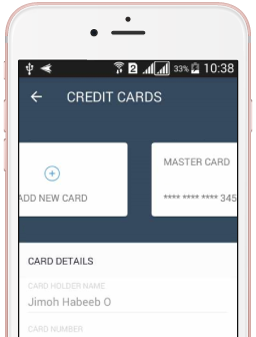 2 33% 10:38
CREDIT CARDS
MASTER CARD
ADD NEW CARD
**** **** **** 345
CARD DETAILS
CARD HOLDER NAME
Jimoh Habeeb O
CARD NUMBER